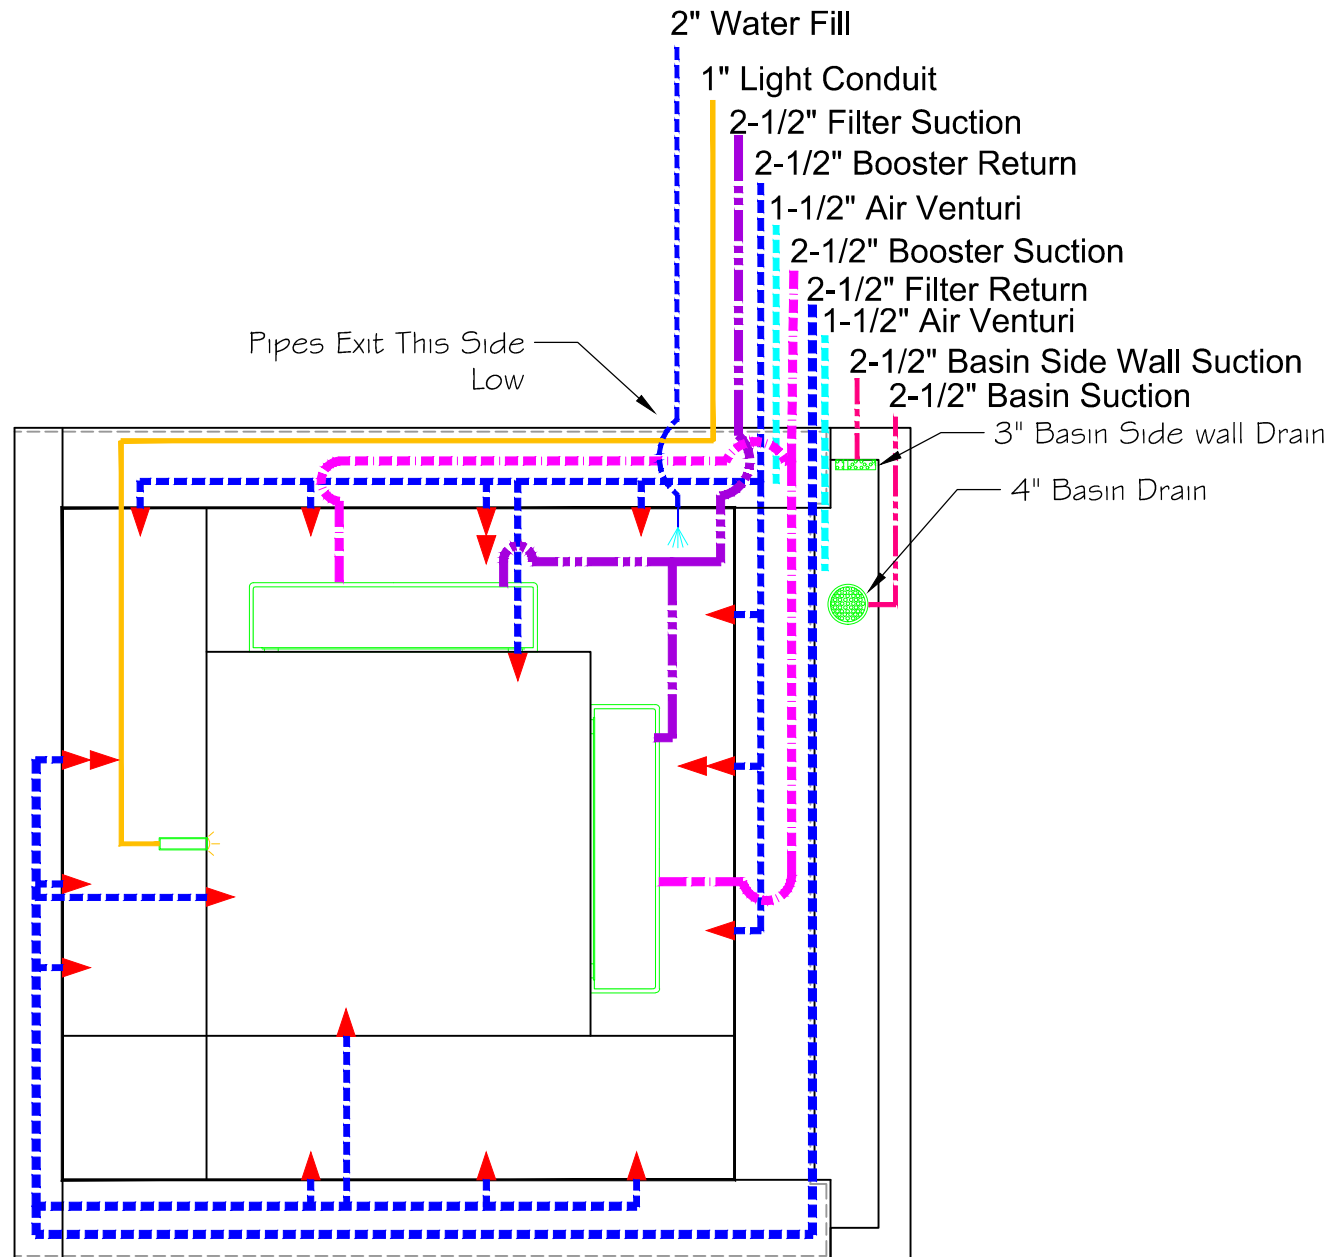 2" Water Fill
1" Light Conduit
2-1/2" Filter Suction
2-1/2" Booster Return
1-1/2" Air Venturi
2-1/2" Booster Suction
2-1/2" Filter Return
1-1/2" Air Venturi
Pipes Exit This Side
Low
2-1/2" Basin Side Wall Suction
2-1/2" Basin Suction
3" Basin Side wall Drain
4" Basin Drain